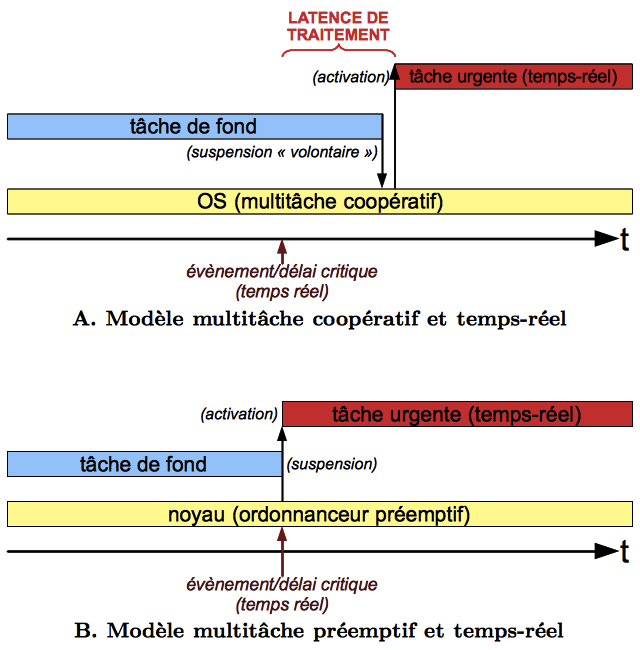 LATENCE DE
TRAITEMENT
(activation)
tâche urgente (temps-réel)
tâche de fond
(suspension « volontaire »)
OS (multitâche coopératif)
t
évènement/délai critique
(temps réel)
A. Modèle multitâche coopératif et temps-réel
(activation)
tâche urgente (temps-réel)
tâche de fond
(suspension)
noyau (ordonnanceur préemptif)
t
évènement/délai critique
(temps réel)
B. Modèle multitâche préemptif et temps-réel